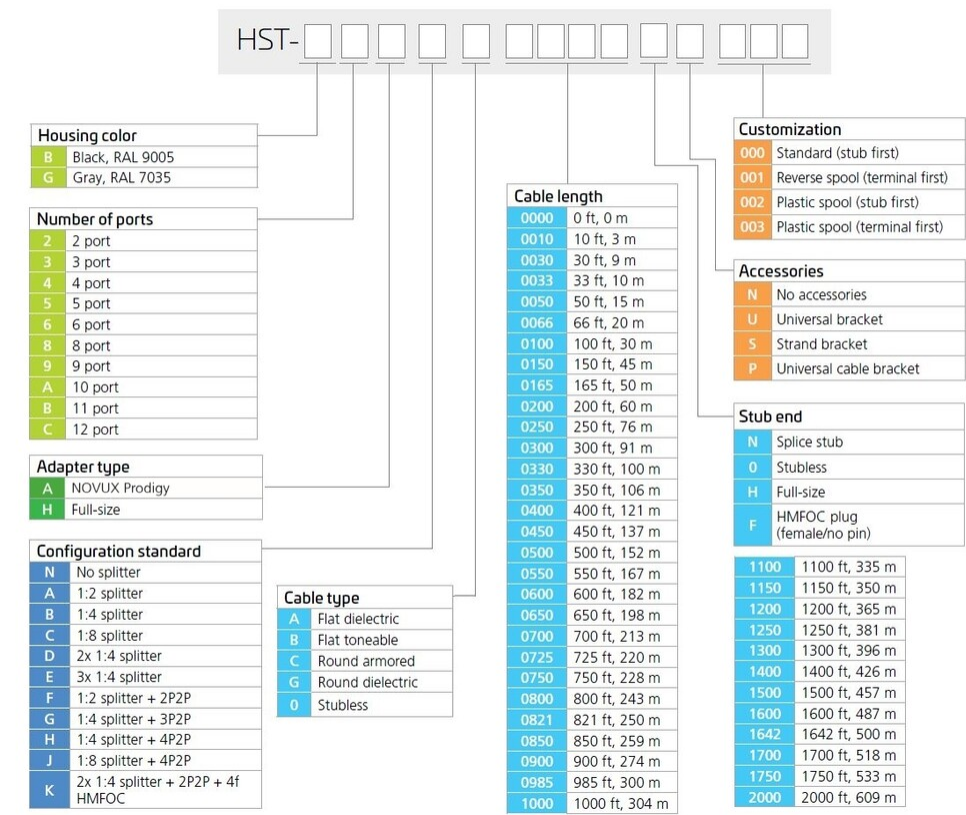 HST-
Housing color
B Black, RAL 9005
G Gray, RAL 7035
Number of ports
2 2 port
3 3 port
4 4 port
5 5 port
6 6 port
8 8 port
9 9 port
A 10 port
B 11 port
C 12 port
Adapter type
A NOVUX Prodigy
H Full-size
Configuration standard
N No splitter
A 1:2 splitter
B 1:4 splitter
C 1:8 splitter
D 2x 1:4 splitter
E 3x 1:4 splitter
F 1:2 splitter + 2P2P
G 1:4 splitter + 3P2P
H 1:4 splitter + 4P2P
J 1:8 splitter + 4P2P
K 2x 1:4 splitter + 2P2P + 4f
HMFOC
Cable type
A Flat dielectric
B Flat toneable
C Round armored
G Round dielectric
0 Stubless
Cable length
0000 0 ft, 0 m
0010 10 ft, 3 m
0030 30 ft, 9 m
0033 33 ft, 10 m
0050 50 ft, 15 m
0066 66 ft, 20 m
0100 100 ft, 30 m
0150 150 ft, 45 m
0165 165 ft, 50 m
0200 200 ft, 60 m
0250 250 ft, 76 m
0300 300 ft, 91 m
0330 330 ft, 100 m
0350 350 ft, 106 m
0400 400 ft, 121 m
0450 450 ft, 137 m
0500 500 ft, 152 m
0550 550 ft, 167 m
0600 600 ft, 182 m
0650 650 ft, 198 m
0700 700 ft, 213 m
0725 725 ft, 220 m
0750 750 ft, 228 m
0800 800 ft, 243 m
0821 821 ft, 250 m
0850 850 ft, 259 m
0900 900 ft, 274 m
0985 985 ft, 300 m
1000 1000 ft, 304 m
Customization
000 Standard (stub first)
001 Reverse spool (terminal first)
002 Plastic spool (stub first)
003 Plastic spool (terminal first)
Accessories
N No accessories
U Universal bracket
S Strand bracket
P Universal cable bracket
Stub end
N Splice stub
0 Stubless
H Full-size
F HMFOC plug
(female/no pin)
1100 1100 ft, 335 m
1150 1150 ft, 350 m
1200 1200 ft, 365 m
1250 1250 ft, 381 m
1300 1300 ft, 396 m
1400 1400 ft, 426 m
1500 1500 ft, 457 m
1600 1600 ft, 487 m
1642 1642 ft, 500 m
1700 1700 ft, 518 m
1750 1750 ft, 533 m
2000 2000 ft, 609 m